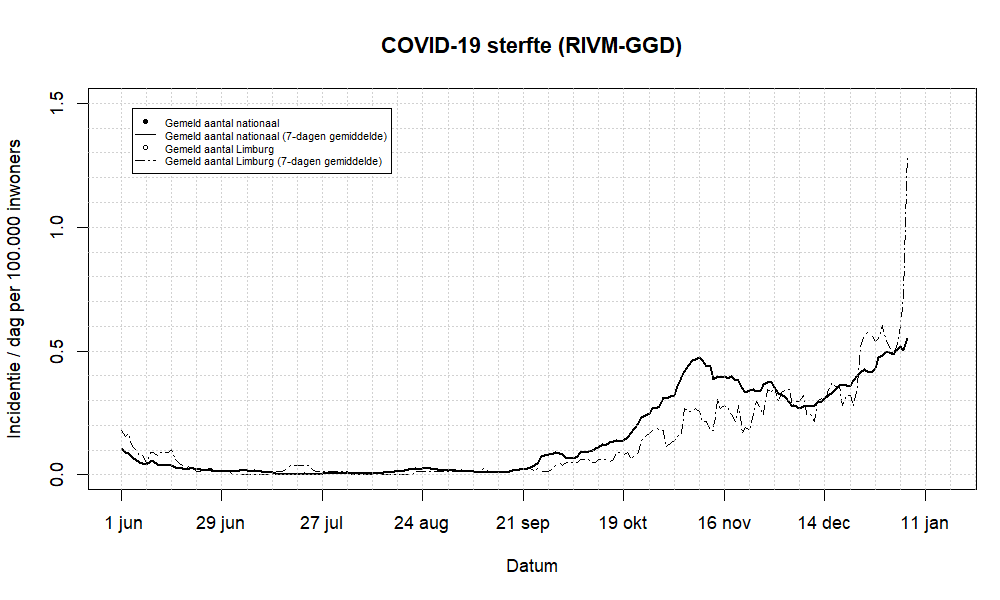 COVID-19 sterfte (RIVM-GGD)
Gemeld aantal nationaal
Gemeld aantal nationaal (7-dagen gemiddelde)
Gemeld aantal Limburg
Gemeld aantal Limburg (7-dagen gemiddelde)
Incidentie / dag per 100.000 inwoners
1.5
1.0
0.5
0.0
1 jun 29 jun 27 jul 24 aug 21 sep 19 okt 16 nov 14 dec 11 jan
Datum